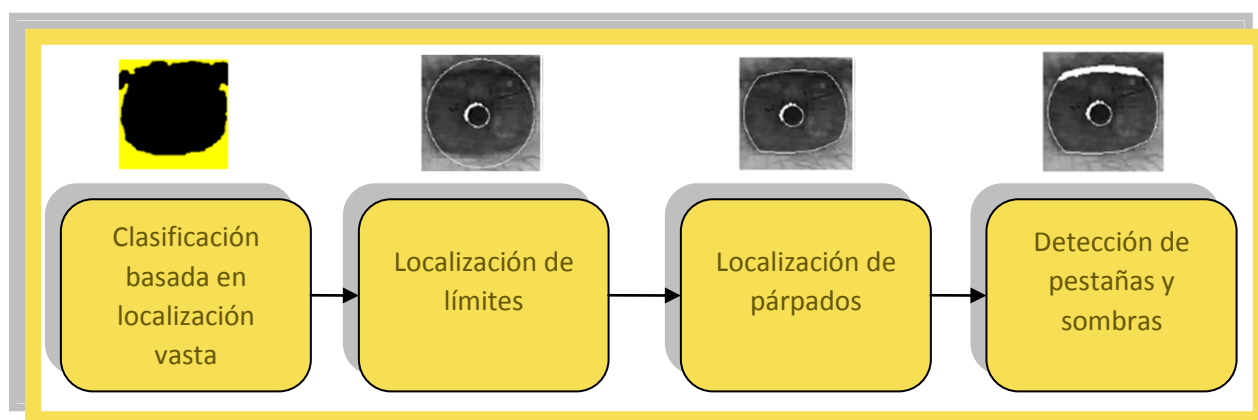 Clasificación
basada en
localización
vasta
Localización de
límites
Localización de
párpados
Detección de
pestañas y
sombras